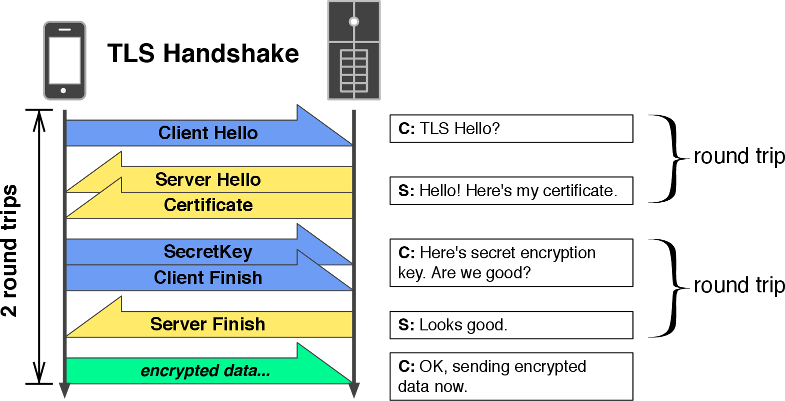 TLS Handshake
2 round trips
Client Hello
Server Hello
Certificate
SecretKey
Client Finish
Server Finish
encrypted data...
C: TLS Hello?
S: Hello! Here's my certificate.
round trip
C: Here's secret encryption
key. Are we good?
S: Looks good.
round trip
C: OK, sending encrypted
data now.